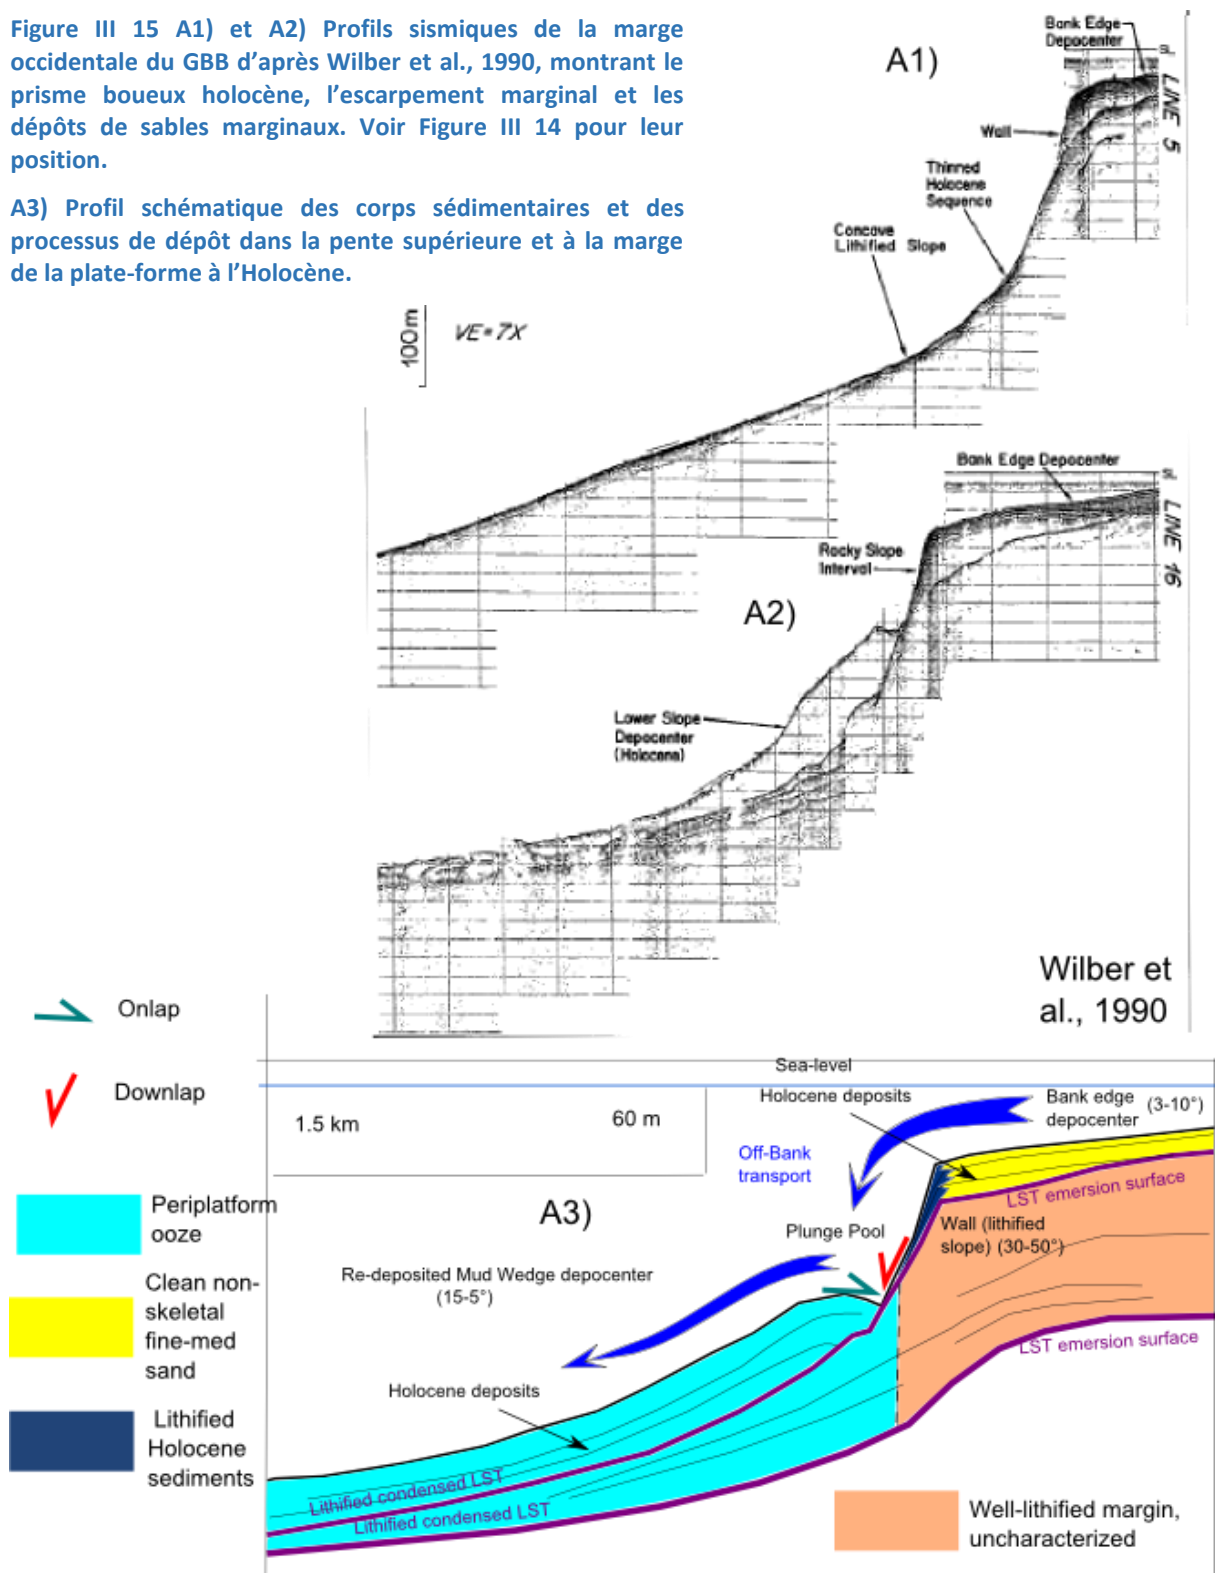 Figure III 15 A1) et A2) Profils sismiques de la marge
occidentale du GBB d’après Wilber et al., 1990, montrant le
prisme boueux holocène, l’escarpement marginal et les
dépôts de sables marginaux. Voir Figure III 14 pour leur
position.
A3) Profil schématique des corps sédimentaires et des
processus de dépôt dans la pente supérieure et à la marge
de la plate-forme à l’Holocène.
A1)
Bank Edge
Depocenter
SL
LINE 5
Wall
Thinned
Holocene
Sequence
Concave
Lithified Slope
100m
VE=7X
Bank Edge Depocenter
SL
LINE 16
Rocky Slope
Interval
A2)
Lower Slope
Depocenter
(Holocene)
Wilber et
al., 1990
Onlap
Downlap
Periplatform
ooze
Clean non-
skeletal
fine-med
sand
Lithified
Holocene
sediments
Sea-level
1.5 km
60 m
Holocene deposits
Bank edge
depocenter
(3-10°)
Off-Bank
transport
A3)
LST emersion surface
Plunge Pool
Wall (lithified
slope) (30-50°)
Re-deposited Mud Wedge depocenter
(15-5°)
LST emersion surface
Holocene deposits
Lithified condensed LST
Lithified condensed LST
Well-lithified margin,
uncharacterized